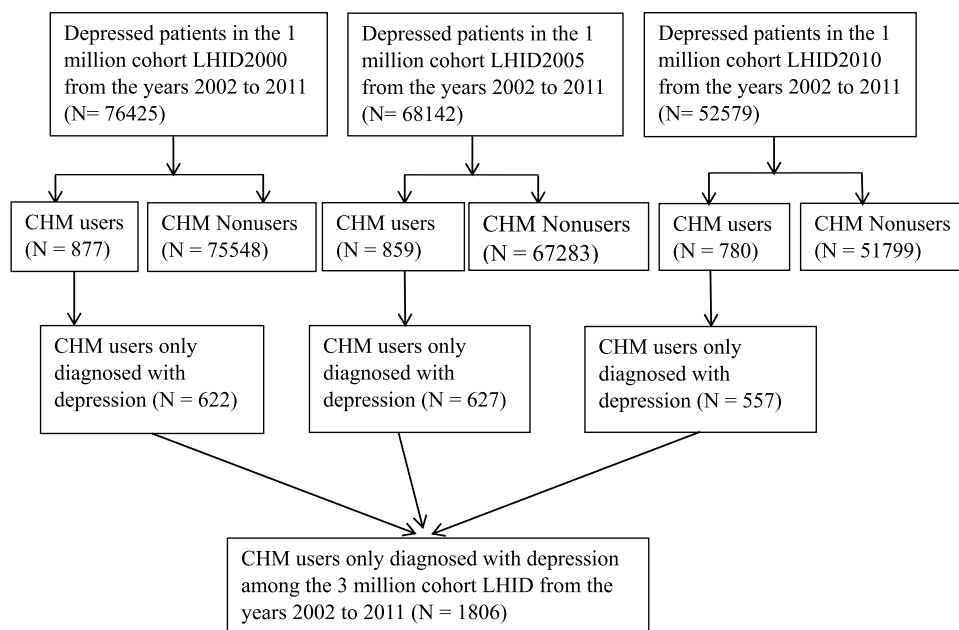 Depressed patients in the 1
million cohort LHID2000
from the years 2002 to 2011
(N= 76425)
Depressed patients in the 1
million cohort LHID2005
from the years 2002 to 2011
(N= 68142)
Depressed patients in the 1
million cohort LHID2010
from the years 2002 to 2011
(N= 52579)
CHM users
(N = 877)
CHM Nonusers
(N = 75548)
CHM users
(N = 859)
CHM Nonusers
(N = 67283)
CHM users
(N = 780)
CHM Nonusers
(N = 51799)
CHM users only
diagnosed with
depression (N = 622)
CHM users only
diagnosed with
depression (N = 627)
CHM users only
diagnosed with
depression (N = 557)
CHM users only diagnosed with depression
among the 3 million cohort LHID from the
years 2002 to 2011 (N = 1806)